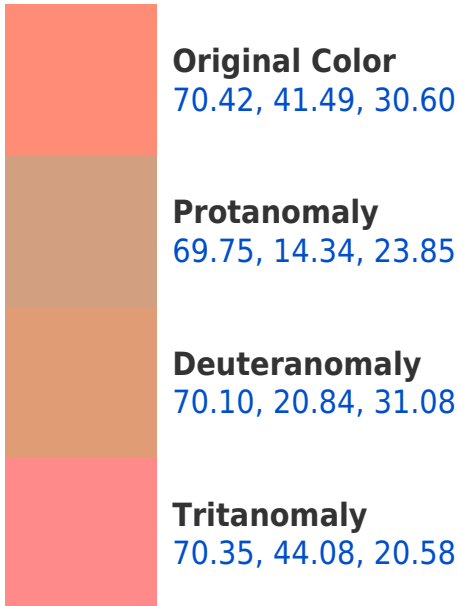 Original Color
70.42, 41.49, 30.60
Protanomaly
69.75, 14.34, 23.85
Deuteranomaly
70.10, 20.84, 31.08
Tritanomaly
70.35, 44.08, 20.58